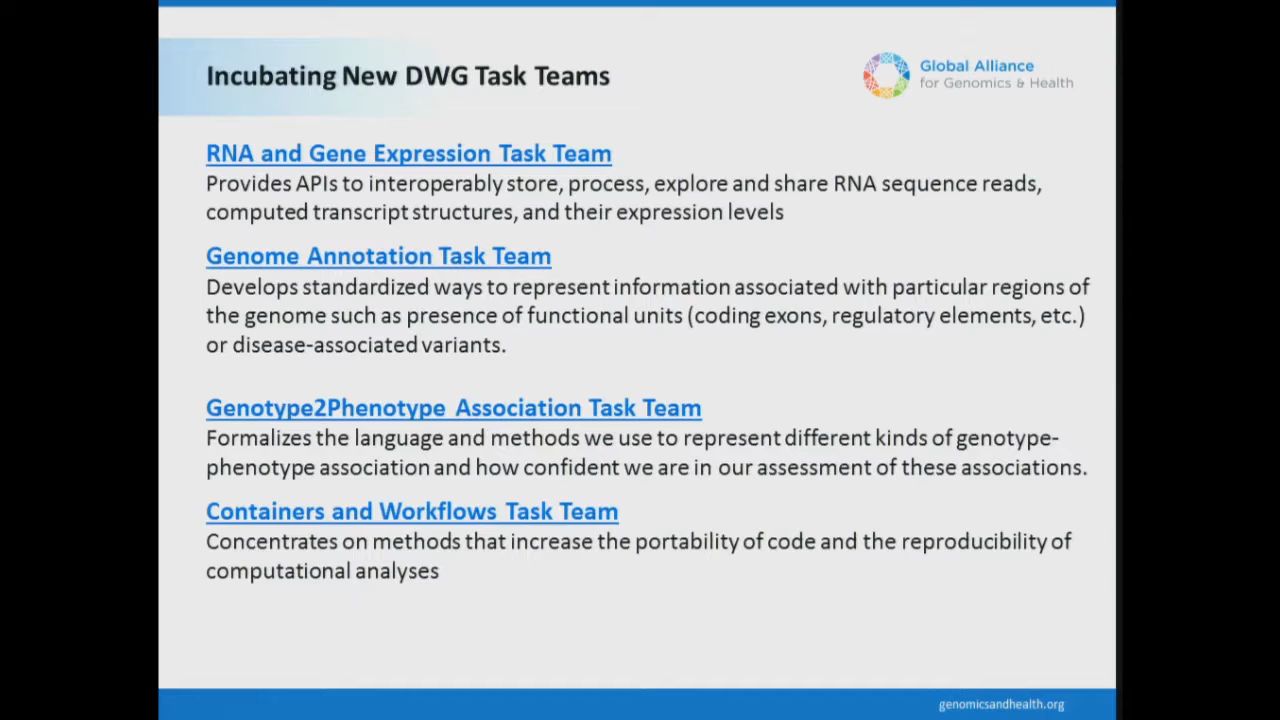 Incubating New DWG Task Teams
Global Alliance
for Genomics & Health
RNA and Gene Expression Task Team
Provides APIs to interoperably store, process, explore and share RNA sequence reads,
computed transcript structures, and their expression levels
Genome Annotation Task Team
Develops standardized ways to represent information associated with particular regions of
the genome such as presence of functional units (coding exons, regulatory elements, etc.)
or disease-associated variants.
Genotype2Phenotype Association Task Team
Formalizes the language and methods we use to represent different kinds of genotype-
phenotype association and how confident we are in our assessment of these associations.
Containers and Workflows Task Team
Concentrates on methods that increase the portability of code and the reproducibility of
computational analyses
genomicsandhealth.org